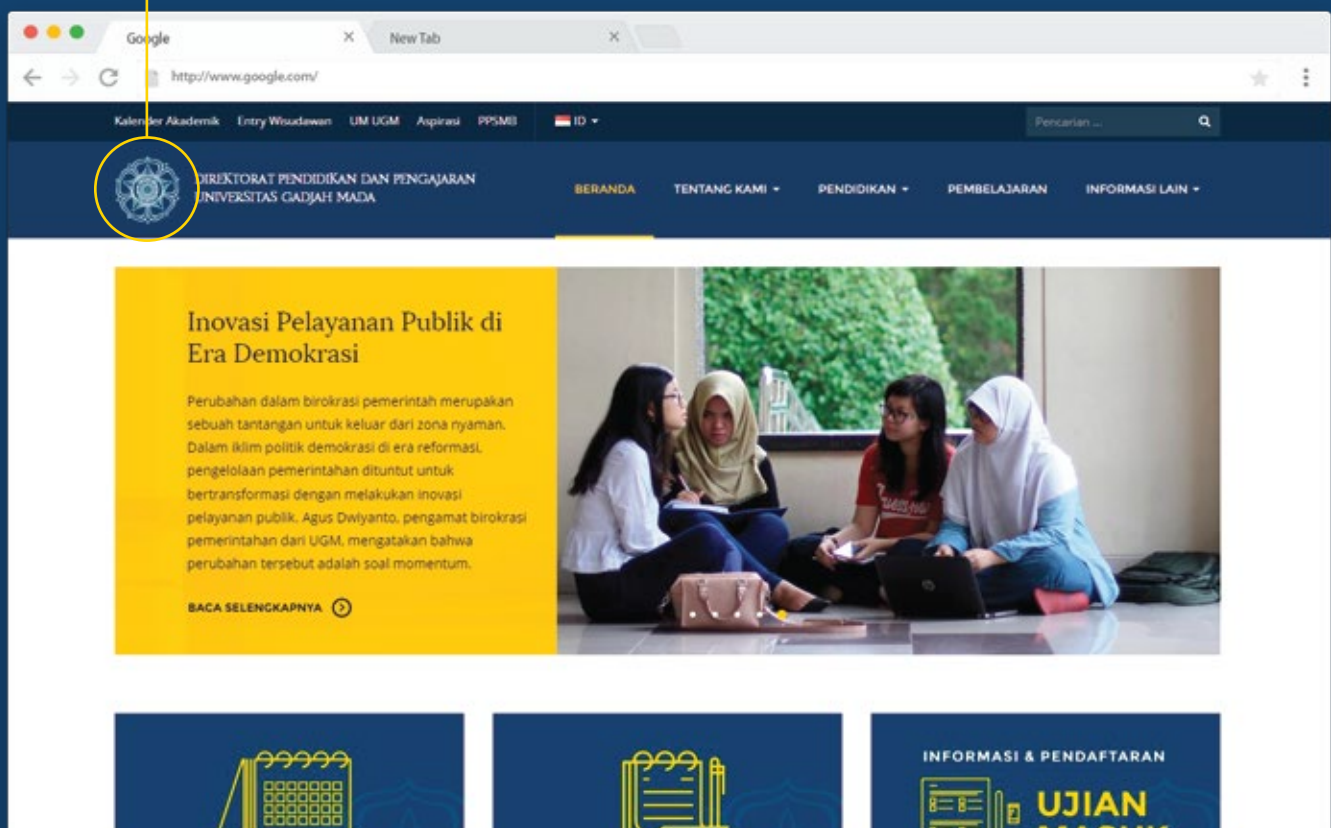 Google
New Tab
http://www.google.com/
Kalender Akademik Entry Wisudawan UM UGM Aspirasi PPSMB ID
Pencarian ...
DIREKTORAT PENDIDIKAN DAN PENGAJARAN
UNIVERSITAS GADJAH MADA
BERANDA TENTANG KAMI PENDIDIKAN PEMBELAJARAN INFORMASI LAIN
Inovasi Pelayanan Publik di
Era Demokrasi
Perubahan dalam birokrasi pemerintah merupakan
sebuah tantangan untuk keluar dari zona nyaman.
Dalam iklim politik demokrasi di era reformasi,
pengelolaan pemerintahan dituntut untuk
bertransformasi dengan melakukan inovasi
pelayanan publik. Agus Dwiyanto, pengamat birokrasi
pemerintahan dari UGM, mengatakan bahwa
perubahan tersebut adalah soal momentum.
BACA SELENGKAPNYA
INFORMASI & PENDAFTARAN
UJIAN
MASUK